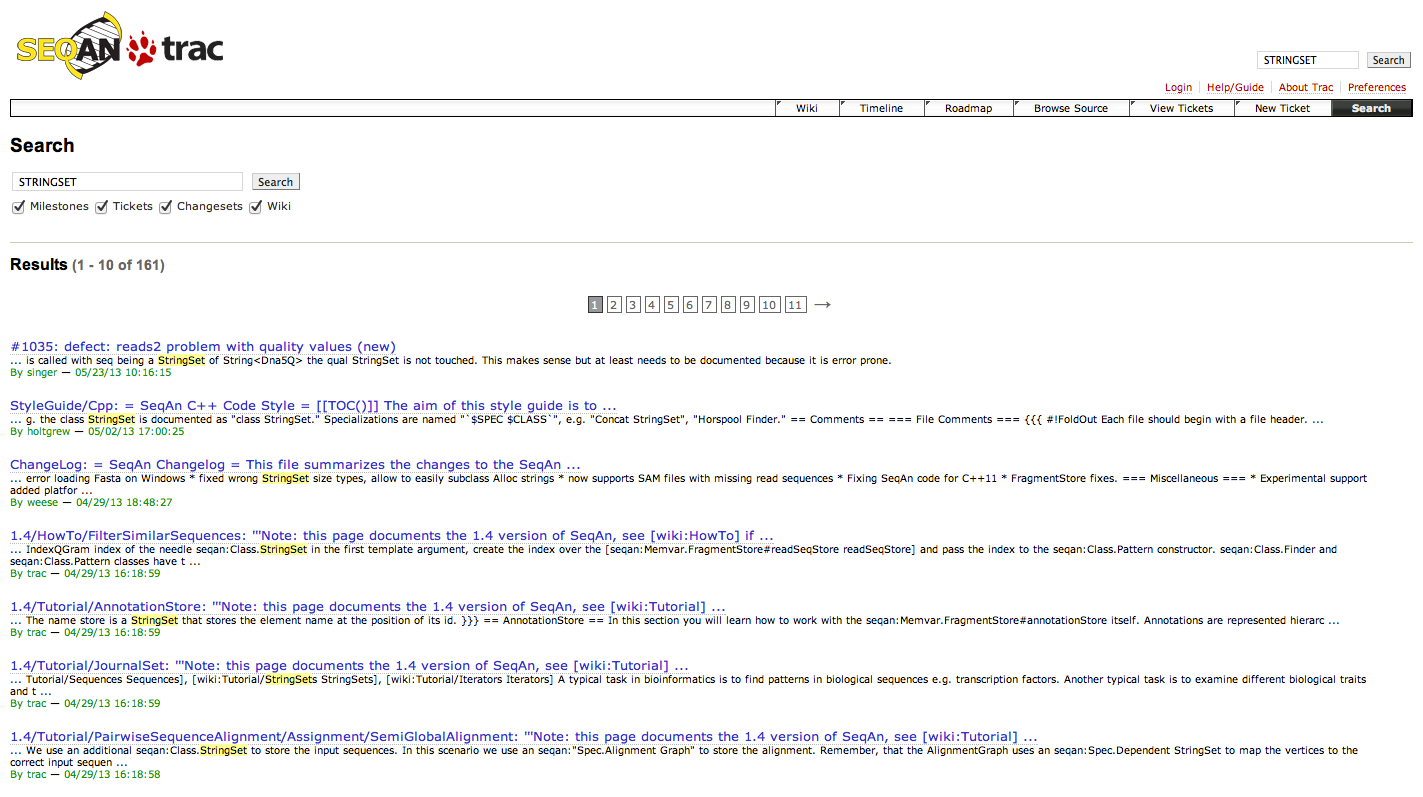 SEQAN trac
STRINGSET Search
Login Help/Guide About Trac Preferences
Wiki Timeline Roadmap Browse Source View Tickets New Ticket Search
Search
STRINGSET Search
Milestones Tickets Changesets Wiki
Results (1 - 10 of 161)
1 2 3 4 5 6 7 8 9 10 11 →
#1035: defect: reads2 problem with quality values (new)
... is called with seq being a StringSet of String<Dna5Q> the qual StringSet is not touched. This makes sense but at least needs to be documented because it is error prone.
By singer — 05/23/13 10:16:15
StyleGuide/Cpp: = SeqAn C++ Code Style = [[TOC()]] The aim of this style guide is to ...
... g. the class StringSet is documented as "class StringSet." Specializations are named "`$SPEC $CLASS`", e.g. "Concat StringSet", "Horspool Finder." == Comments == === File Comments === {{{ #!FoldOut Each file should begin with a file header. ...
By holtgrew — 05/02/13 17:00:25
ChangeLog: = SeqAn Changelog = This file summarizes the changes to the SeqAn ...
... error loading Fasta on Windows * fixed wrong StringSet size types, allow to easily subclass Alloc strings * now supports SAM files with missing read sequences * Fixing SeqAn code for C++11 * FragmentStore fixes. === Miscellaneous === * Experimental support
added platfor ...
By weese — 04/29/13 18:48:27
1.4/HowTo/FilterSimilarSequences: '''Note: this page documents the 1.4 version of SeqAn, see [wiki:HowTo] if ...
... IndexQGram index of the needle seqan:Class.StringSet in the first template argument, create the index over the [seqan:Memvar.FragmentStore#readSeqStore readSeqStore] and pass the index to the seqan:Class.Pattern constructor. seqan:Class.Finder and
seqan:Class.Pattern classes have t ...
By trac — 04/29/13 16:18:59
1.4/Tutorial/AnnotationStore: '''Note: this page documents the 1.4 version of SeqAn, see [wiki:Tutorial] ...
... The name store is a StringSet that stores the element name at the position of its id. }}} == AnnotationStore == In this section you will learn how to work with the seqan:Memvar.FragmentStore#annotationStore itself. Annotations are represented hierarc ...
By trac — 04/29/13 16:18:59
1.4/Tutorial/JournalSet: '''Note: this page documents the 1.4 version of SeqAn, see [wiki:Tutorial] ...
... Tutorial/Sequences Sequences], [wiki:Tutorial/StringSets StringSets], [wiki:Tutorial/Iterators Iterators] A typical task in bioinformatics is to find patterns in biological sequences e.g. transcription factors. Another typical task is to examine different biological traits
and t ...
By trac — 04/29/13 16:18:59
1.4/Tutorial/PairwiseSequenceAlignment/Assignment/SemiGlobalAlignment: '''Note: this page documents the 1.4 version of SeqAn, see [wiki:Tutorial] ...
... We use an additional seqan:Class.StringSet to store the input sequences. In this scenario we use an seqan:"Spec.Alignment Graph" to store the alignment. Remember, that the AlignmentGraph uses an seqan:Spec.Dependent StringSet to map the vertices to the
correct input sequen ...
By trac — 04/29/13 16:18:58